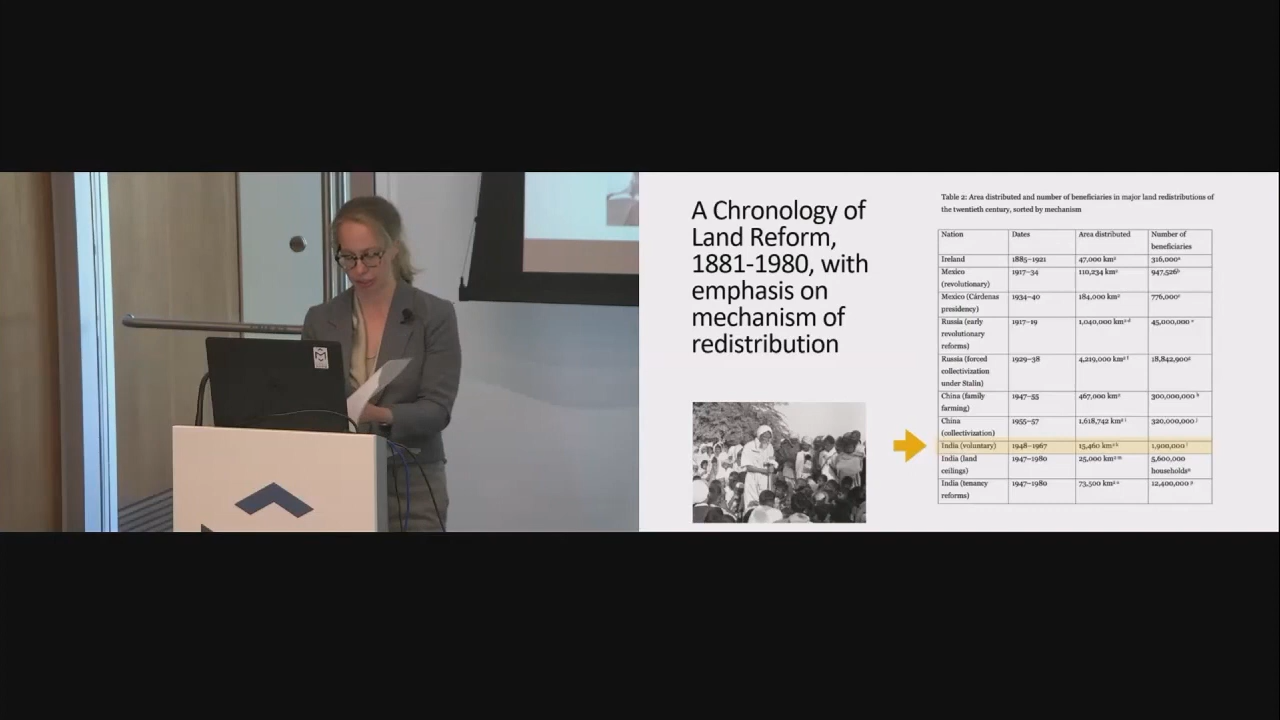 A Chronology of
Land Reform,
1881-1980, with
emphasis on
mechanism of
redistribution
Table 2: Area distributed and number of beneficiaries in major land redistributions of
the twentieth century, sorted by mechanism
Nation Dates Area distributed Number of
beneficiaries
Ireland 1885–1921 47,000 km² 316,000
Mexico 1917–34 110,234 km² 947,526
(revolutionary)
Mexico (Cárdenas 1934–40 184,000 km² 776,000
presidency)
Russia (early 1917–19 1,040,000 km² 45,000,000
revolutionary
reforms)
Russia (forced 1929–38 4,219,000 km² 18,842,900
collectivization
under Stalin)
China (family 1947–55 467,000 km² 300,000,000
farming)
China 1955–57 1,618,742 km² 320,000,000
(collectivization)
India (voluntary) 1948–1967 15,460 km² 1,900,000
India (land 1947–1980 25,000 km² 5,600,000
ceilings) households
India (tenancy 1947–1980 73,500 km² 12,400,000
reforms)